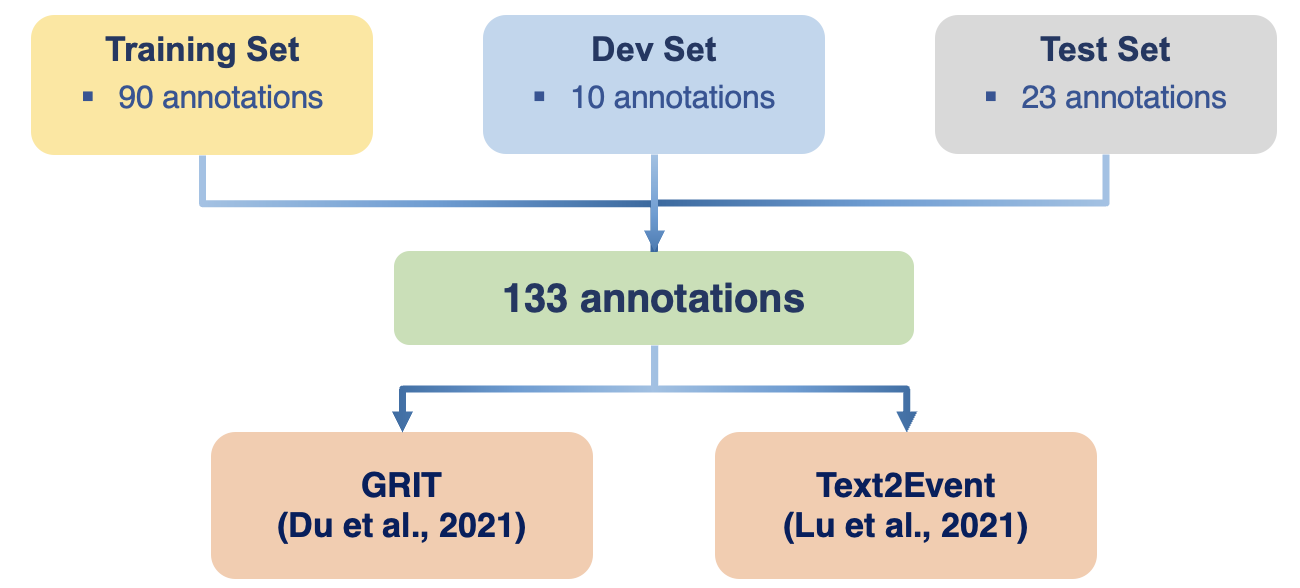 Training Set
▪ 90 annotations
Dev Set
▪ 10 annotations
Test Set
▪ 23 annotations
133 annotations
GRIT
(Du et al., 2021)
Text2Event
(Lu et al., 2021)